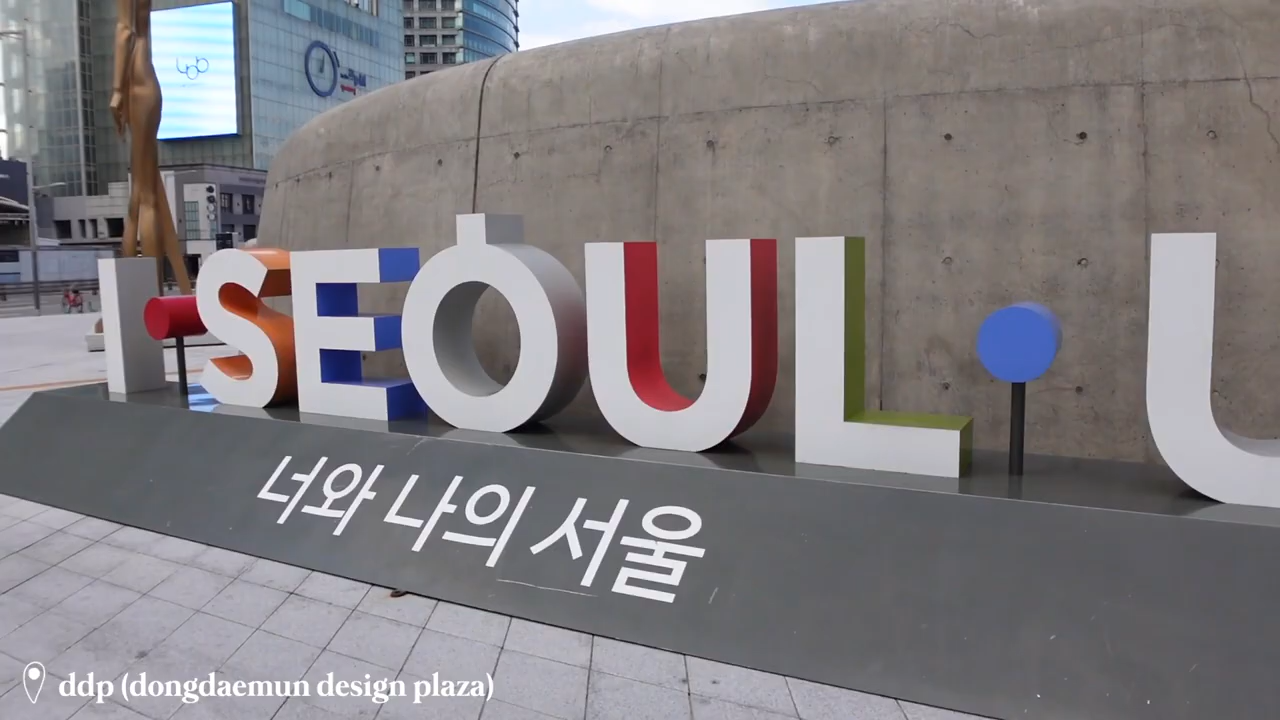 I·SEOUL·U
너와 나의 서울
ddp (dongdaemun design plaza)